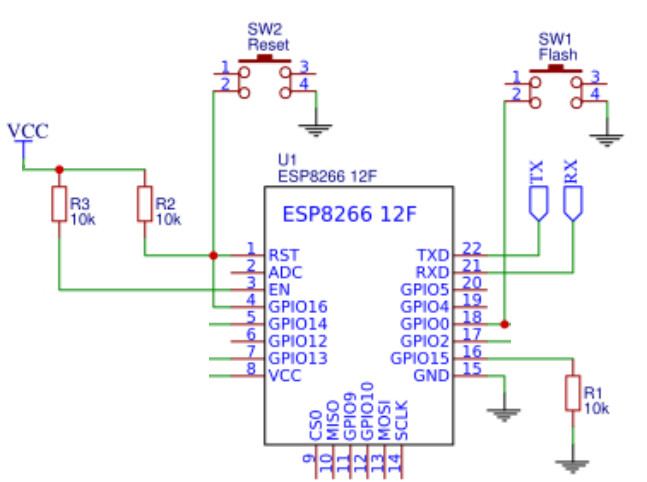 SW2
Reset
1 3
2 4
SW1
Flash
1 3
2 4
VCC
R3
10k
R2
10k
U1
ESP8266 12F
ESP8266 12F
TX
RX
1 RST
2 ADC
3 EN
4 GPIO16
5 GPIO14
6 GPIO12
7 GPIO13
8 VCC
TXD 22
RXD 21
GPIO5 20
GPIO4 19
GPIO0 18
GPIO2 17
GPIO15 16
GND 15
CS0 9
MISO 10
GPIO9 11
GPIO10 12
MOSI 13
SCLK 14
R1
10k